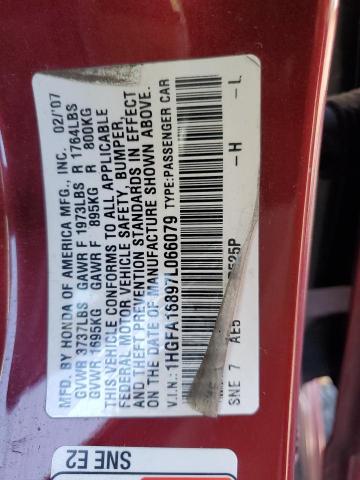 MFD. BY HONDA OF AMERICA MFG., INC. 02/'07
GVWR 3737LBS GAWR F 1973LBS R 1764LBS
GVWR 1695KG GAWR F 895KG R 800KG
THIS VEHICLE CONFORMS TO ALL APPLICABLE
FEDERAL MOTOR VEHICLE SAFETY, BUMPER,
AND THEFT PREVENTION STANDARDS IN EFFECT
ON THE DATE OF MANUFACTURE SHOWN ABOVE.
V.I.N.: 1HGFA16897L066079 TYPE:PASSENGER CAR
SNE 7 AE5 525P -H -L
SNE E2